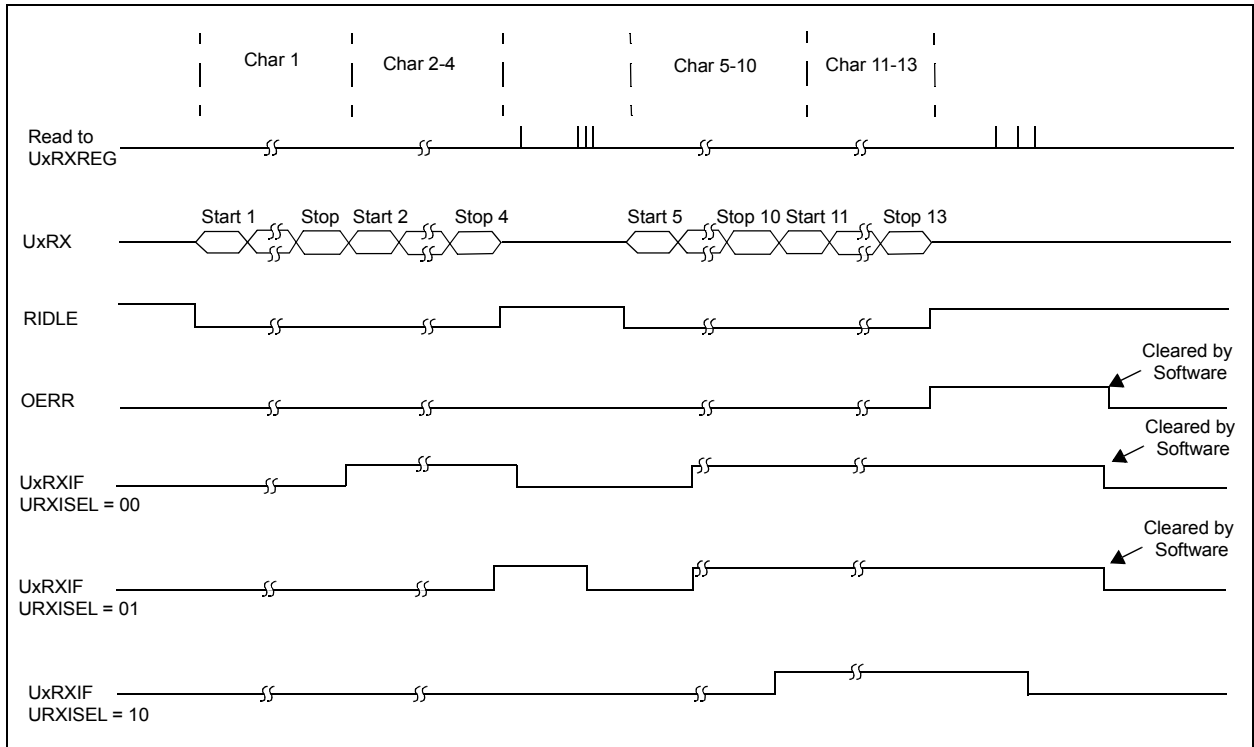 Char 1
Char 2-4
Char 5-10
Char 11-13
Read to
UxRXREG
Start 1
Stop
Start 2
Stop 4
Start 5
Stop 10
Start 11
Stop 13
UxRX
RIDLE
Cleared by
Software
OERR
Cleared by
Software
UxRXIF
URXISEL = 00
Cleared by
Software
UxRXIF
URXISEL = 01
UxRXIF
URXISEL = 10